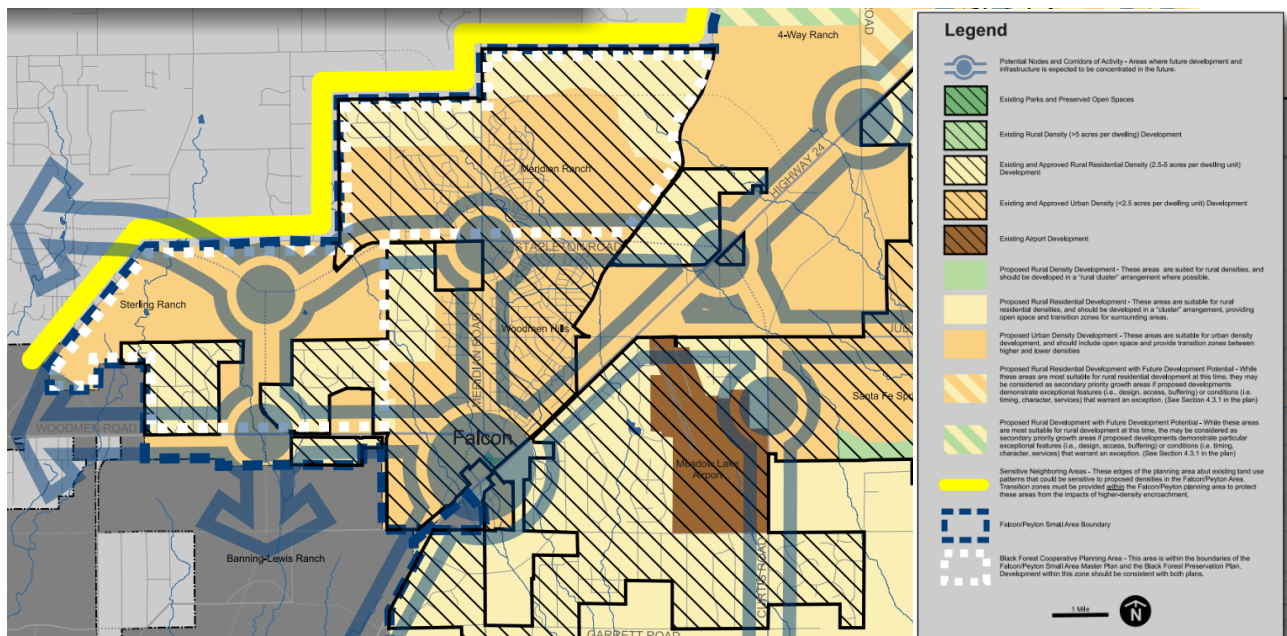 ROAD
4-Way Ranch
HIGHWAY 24
Meridian Ranch
STAPLETON ROAD
Sterling Ranch
Woodmen Hills
MERIDIAN ROAD
WOODMEN ROAD
Falcon
Santa Fe Spr
Meadow Lake
Airport
Banning-Lewis Ranch
CURTIS ROAD
GARRETT ROAD
Legend
Potential Nodes and Corridors of Activity - Areas where future development and
infrastructure is expected to be concentrated in the future.
Existing Parks and Preserved Open Spaces
Existing Rural Density (>5 acres per dwelling) Development
Existing and Approved Rural Residential Density (2.5-5 acres per dwelling unit)
Development
Existing and Approved Urban Density (<2.5 acres per dwelling unit) Development
Existing Airport Development
Proposed Rural Density Development - These areas are suited for rural densities, and
should be developed in a "rural cluster" arrangement where possible.
Proposed Rural Residential Development - These areas are suitable for rural
residential densities, and should be developed in a "cluster" arrangement, providing
open space and transition zones for surrounding areas.
Proposed Urban Density Development - These areas are suitable for urban density
development, and should include open space and provide transition zones between
higher and lower densities
Proposed Rural Residential Development with Future Development Potential - While
these areas are most suitable for rural residential development at this time, they may
be considered as secondary priority growth areas if proposed developments
demonstrate exceptional features (i.e., design, access, buffering) or conditions (i.e.
timing, character, services) that warrant an exception. (See Section 4.3.1 in the plan)
Proposed Rural Development with Future Development Potential - While these areas
are most suitable for rural development at this time, the may be considered as
secondary priority growth areas if proposed developments demonstrate particular
exceptional features (i.e., design, access, buffering) or conditions (i.e. timing,
character, services) that warrant an exception. (See Section 4.3.1 in the plan)
Sensitive Neighboring Areas - These edges of the planning area abut existing land use
patterns that could be sensitive to proposed densities in the Falcon/Peyton Area.
Transition zones must be provided within the Falcon/Peyton planning area to protect
these areas from the impacts of higher-density encroachment.
Falcon/Peyton Small Area Boundary
Black Forest Cooperative Planning Area - This area is within the boundaries of the
Falcon/Peyton Small Area Master Plan and the Black Forest Preservation Plan.
Development within this zone should be consistent with both plans.
1 Mile
N